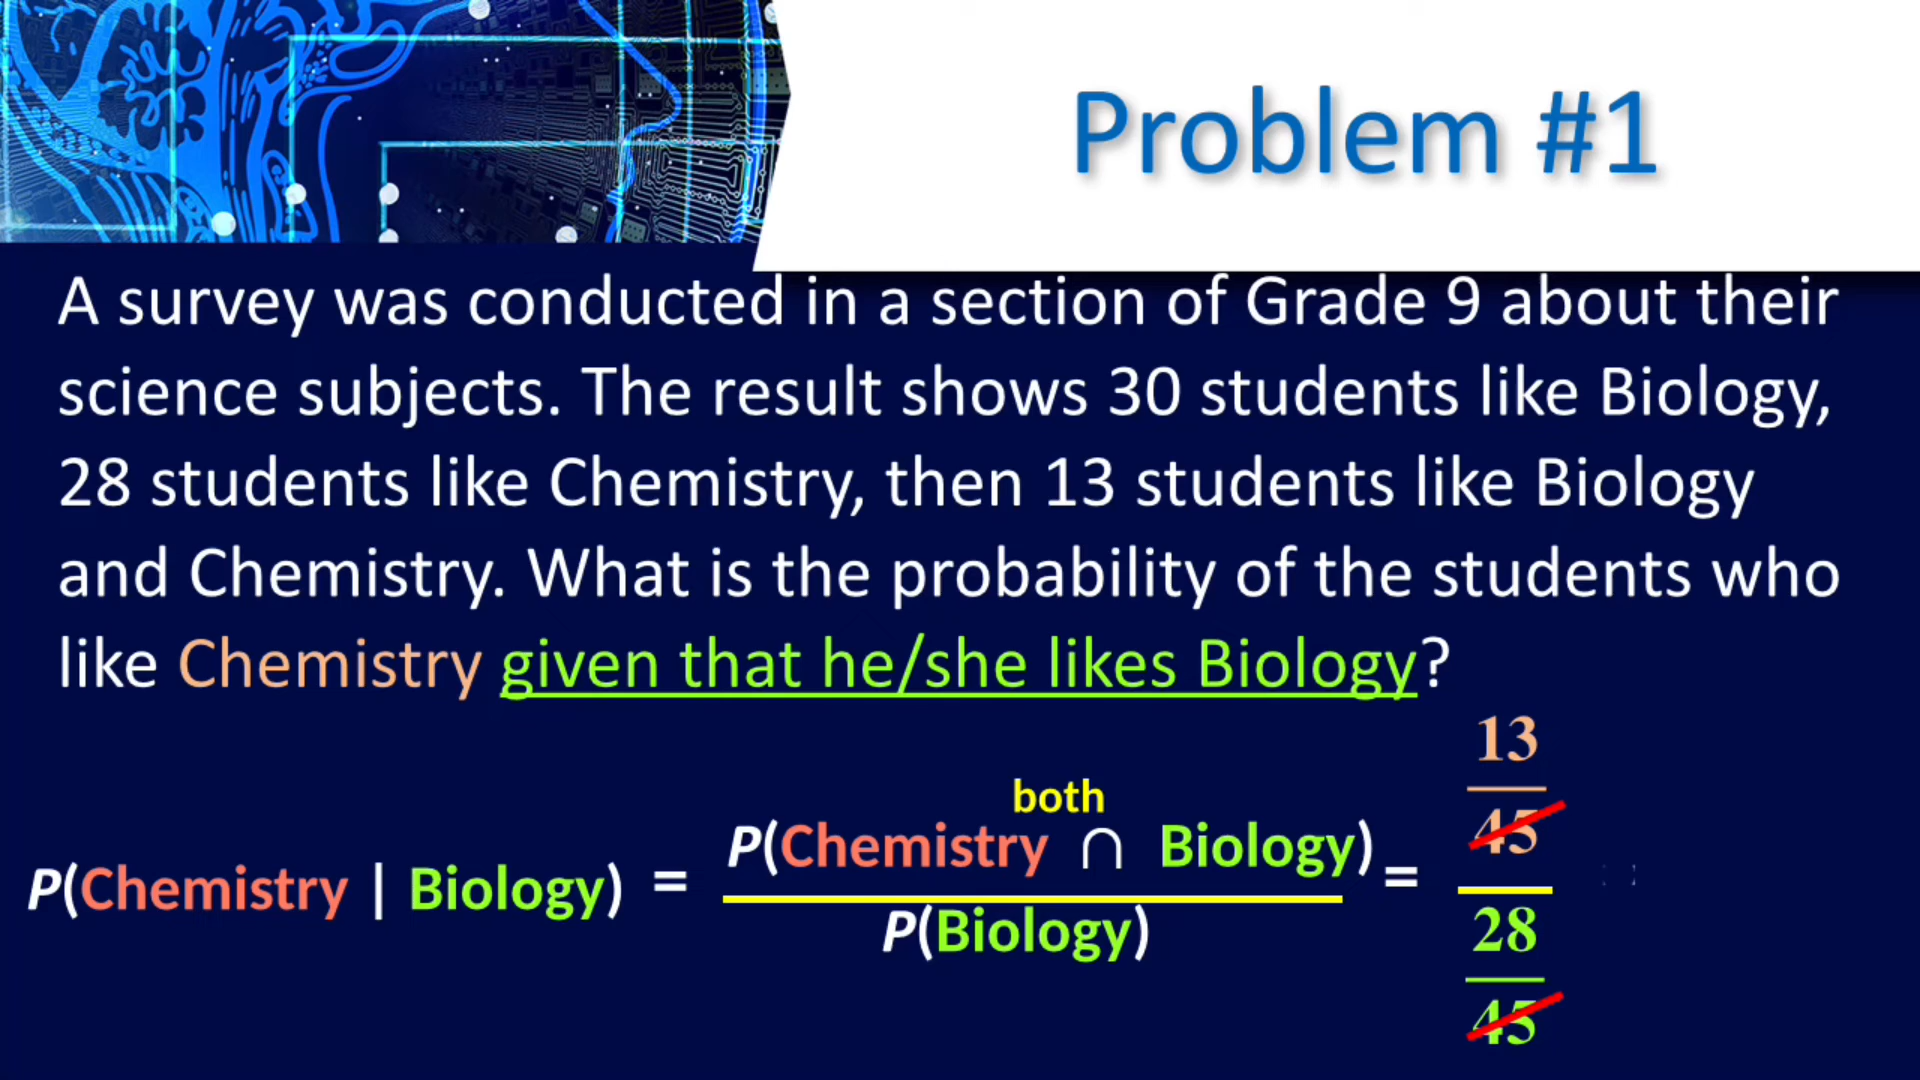 Problem #1
A survey was conducted in a section of Grade 9 about their
science subjects. The result shows 30 students like Biology,
28 students like Chemistry, then 13 students like Biology
and Chemistry. What is the probability of the students who
like Chemistry given that he/she likes Biology?
both
P(Chemistry | Biology) = P(Chemistry ∩ Biology) =
P(Biology)
13
45
28
45